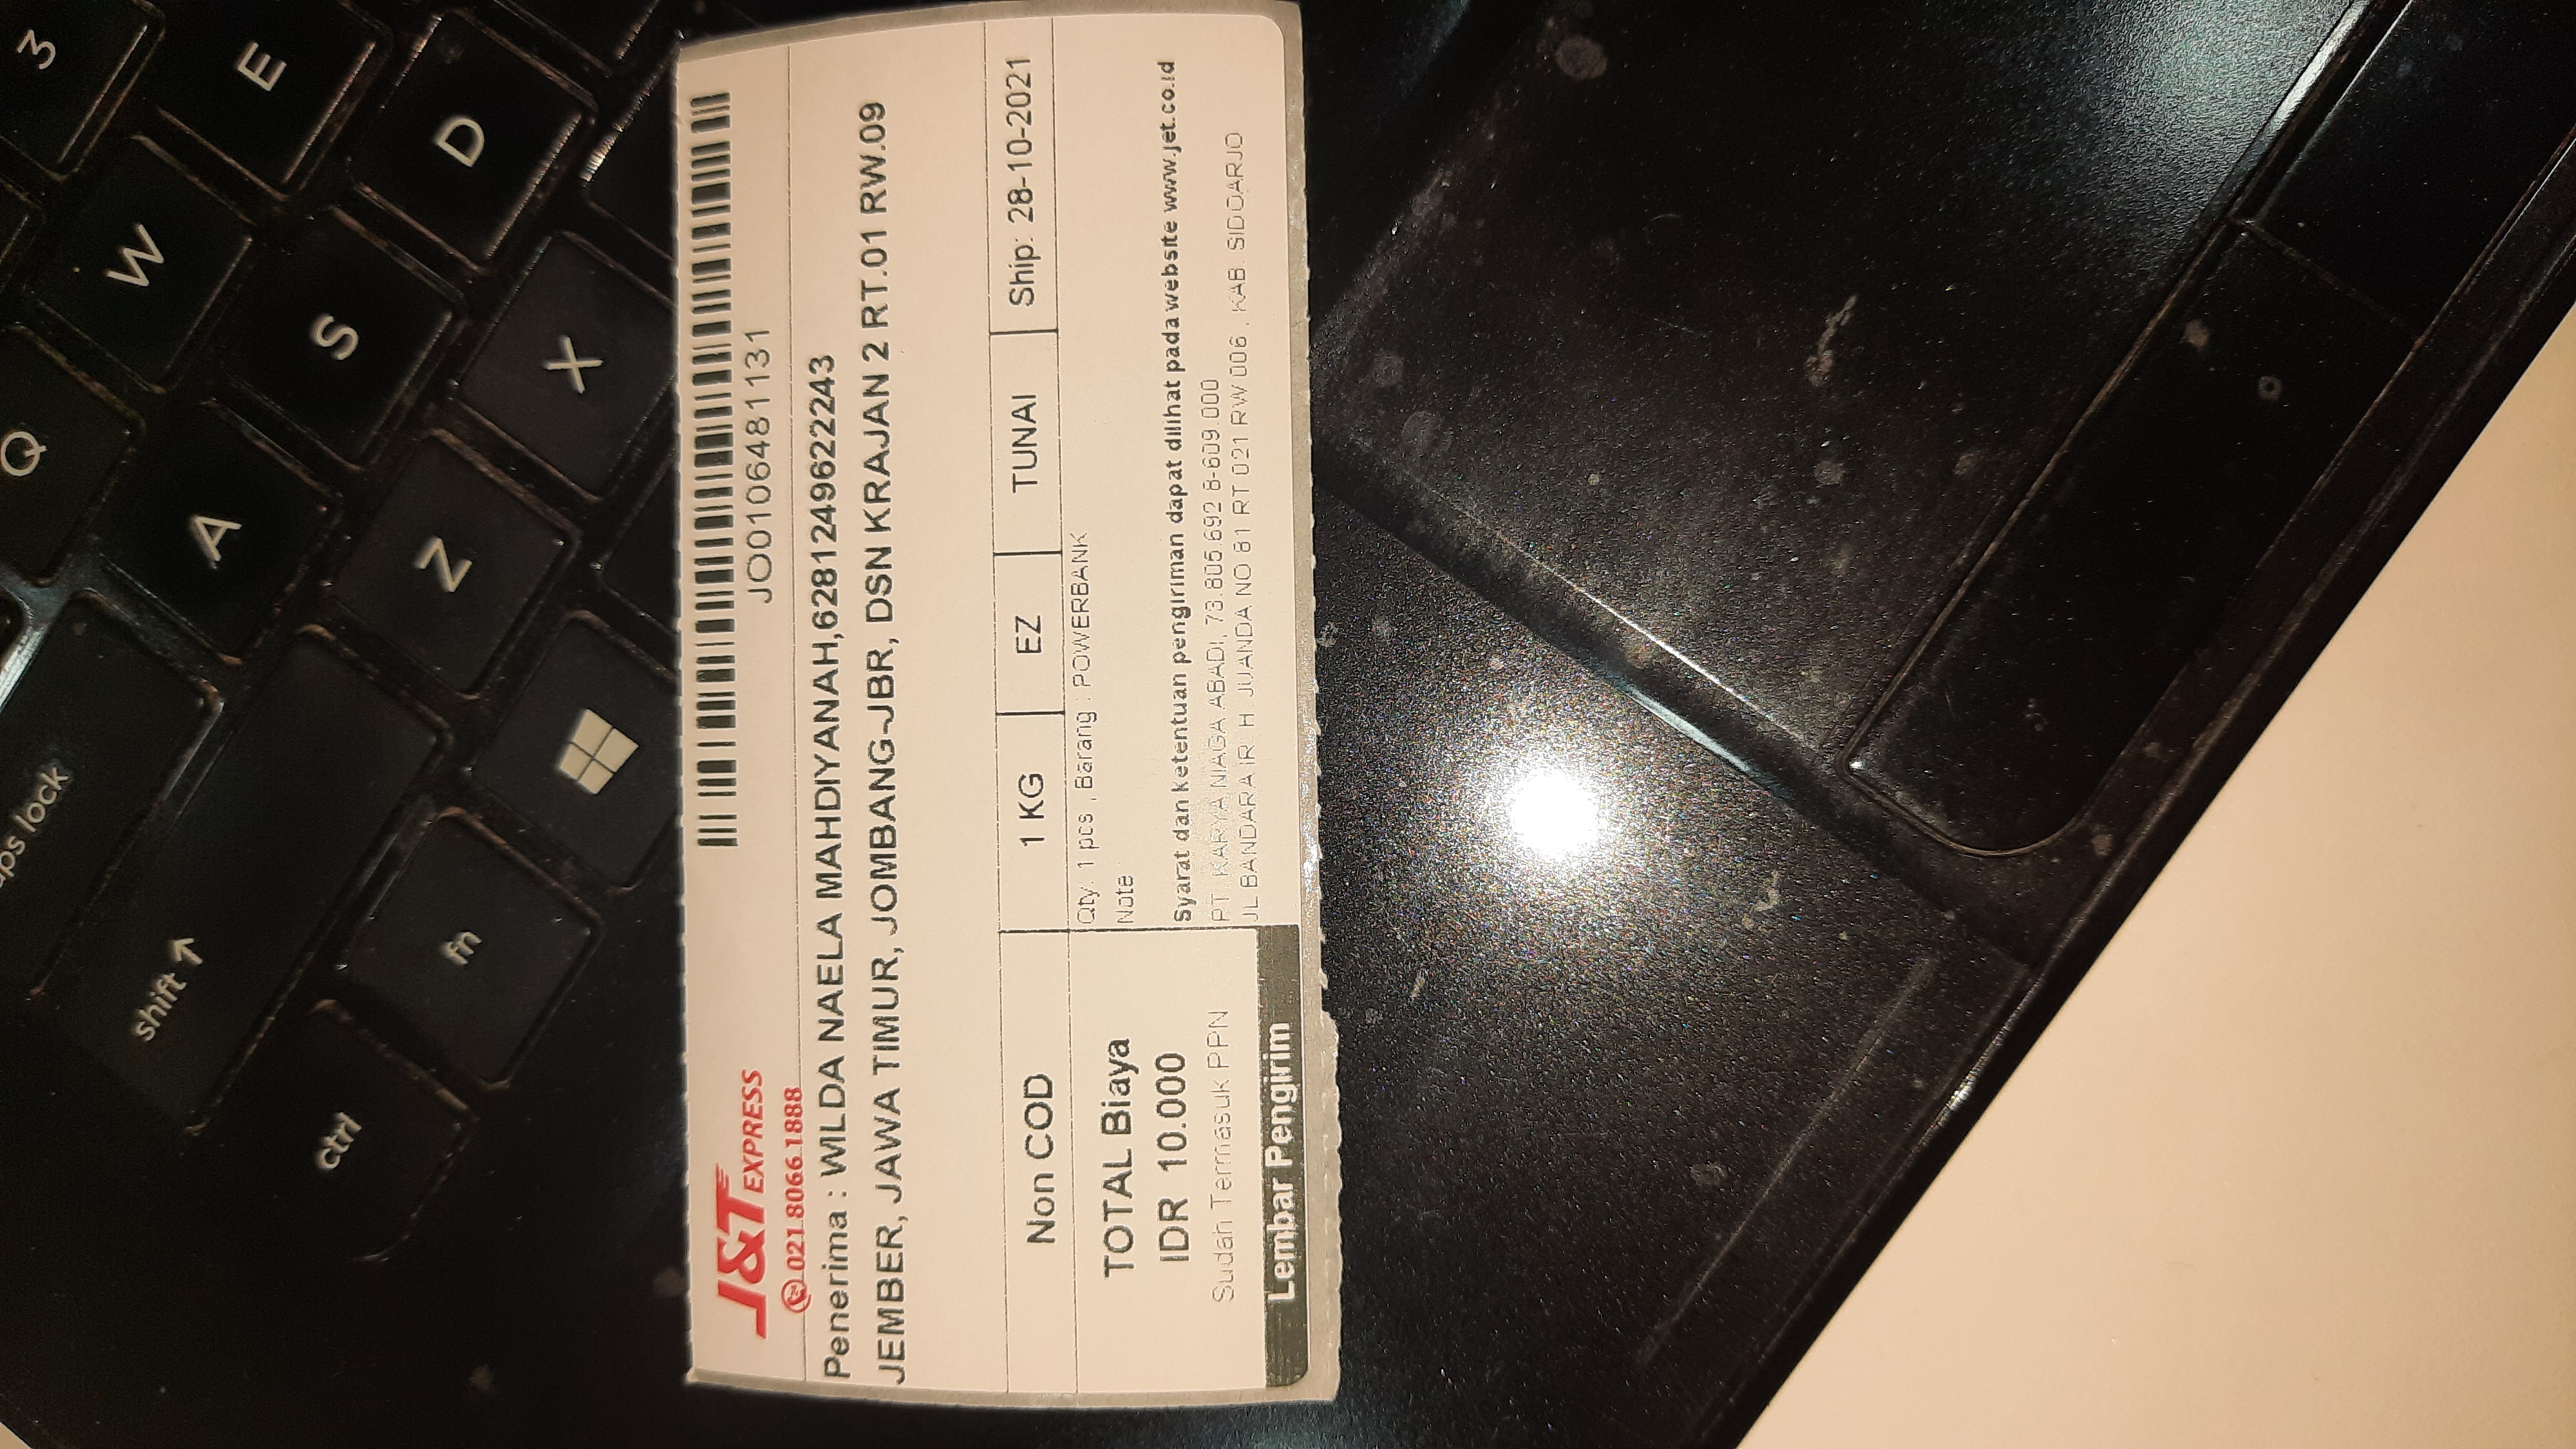 caps lock
Q
3
shift ↑
A
W
E
ctrl
fn
Z
S
D
X
J&T EXPRESS
021 8066 1888
JO0106481131
Penerima : WILDA NAELA MAHDIYANAH,6281249622243
JEMBER, JAWA TIMUR, JOMBANG-JBR, DSN KRAJAN 2 RT.01 RW.09
Non COD
1 KG
EZ
TUNAI
Ship: 28-10-2021
TOTAL Biaya
IDR 10.000
Sudah Termasuk PPN
Lembar Pengirim
Qty: 1 pcs , Barang : POWERBANK
Note
Syarat dan ketentuan pengiriman dapat dilihat pada website www.jet.co.id
PT. KARYA NIAGA ABADI, 73.805.692.8-609.000
JL BANDARA IR. H. JUANDA NO 81 RT 021 RW 006 , KAB. SIDOARJO